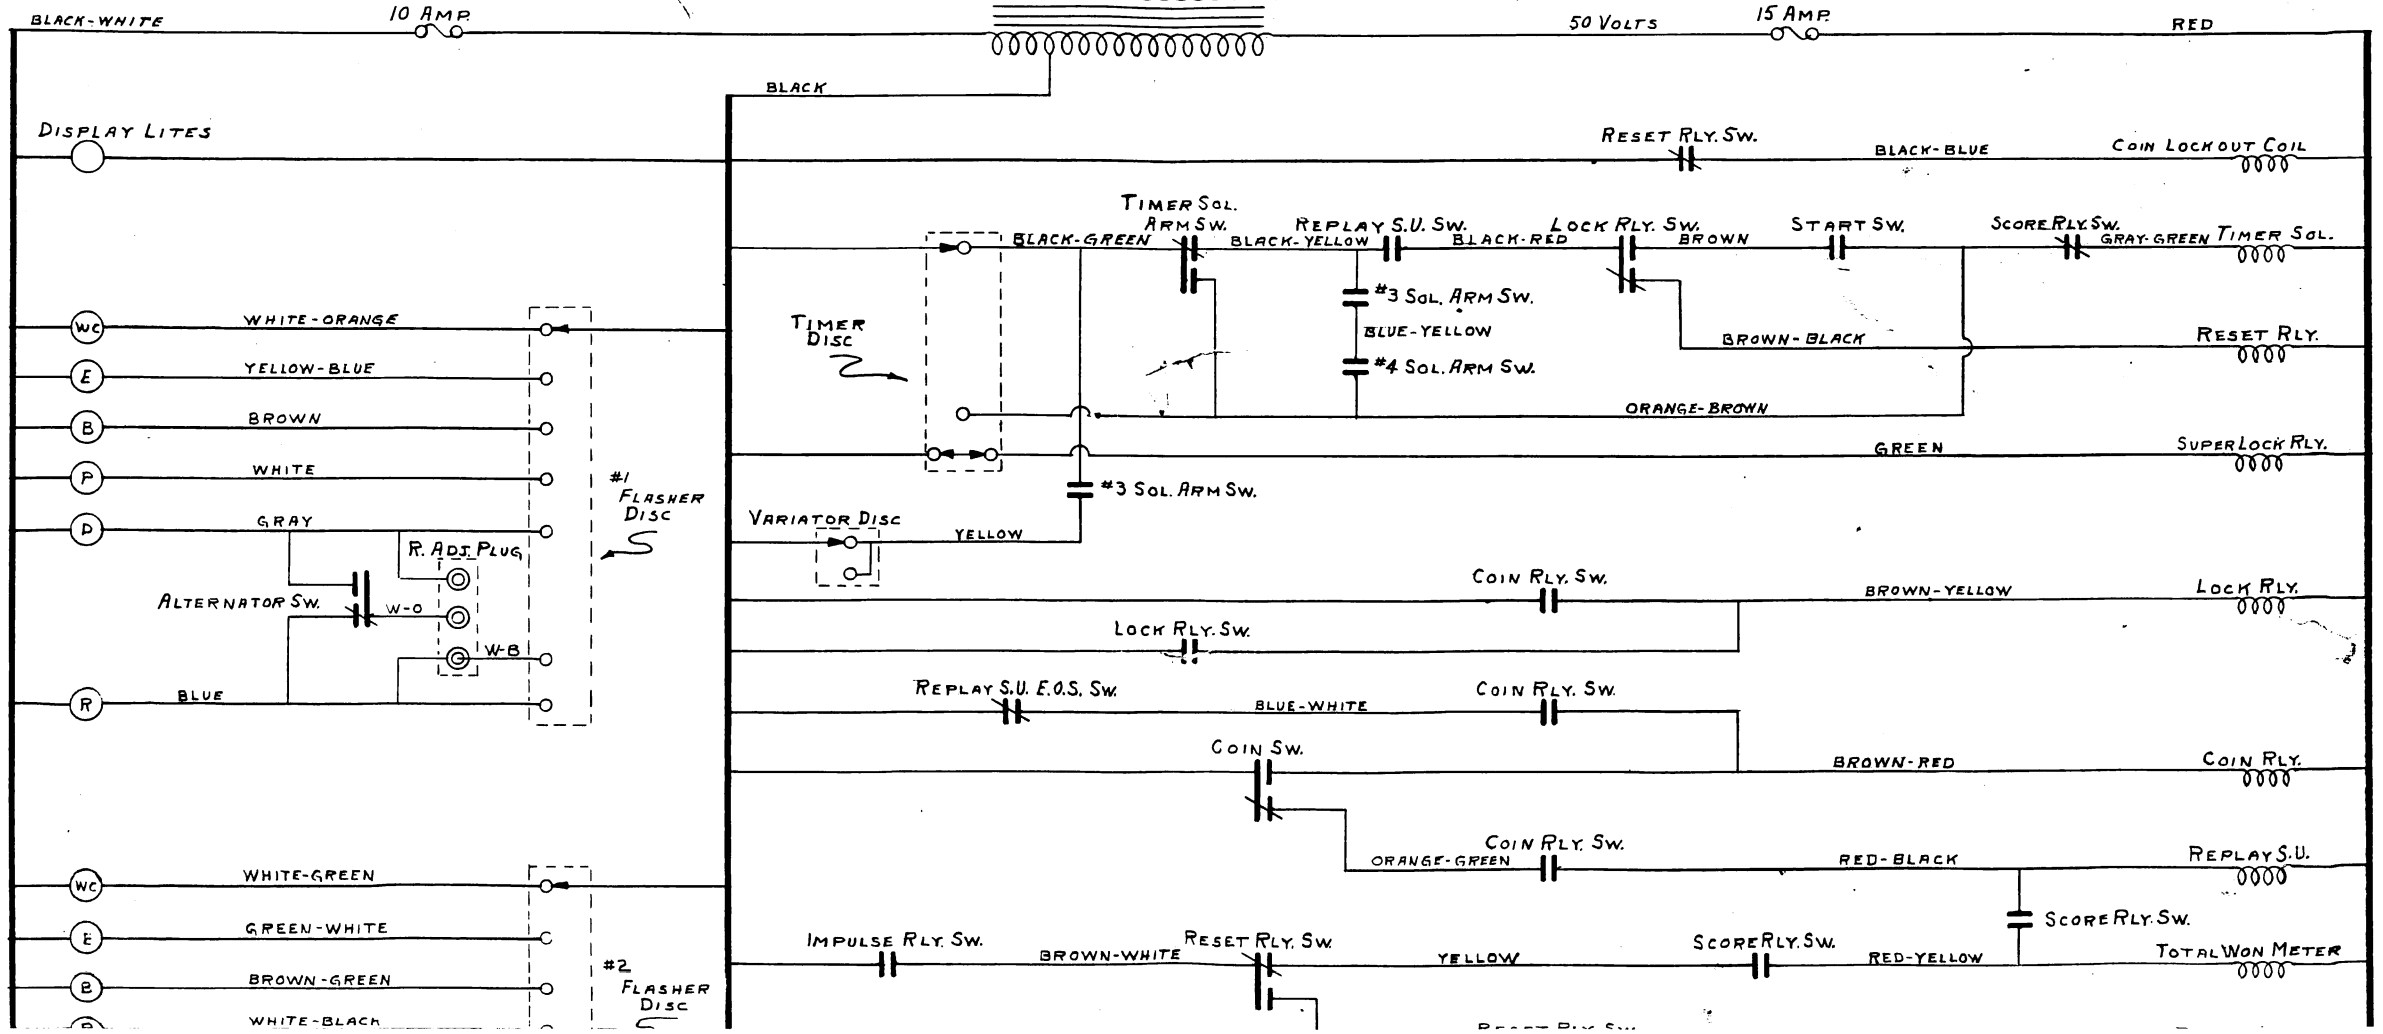 BLACK-WHITE
10 AMP.
50 VOLTS
15 AMP.
RED
BLACK
DISPLAY LITES
RESET RLY. SW.
BLACK-BLUE
COIN LOCKOUT COIL
TIMER SOL.
ARM SW.
BLACK-GREEN
BLACK-YELLOW
REPLAY S.U. SW.
BLACK-RED
LOCK RLY. SW.
BROWN
START SW.
SCORE RLY. SW.
GRAY-GREEN
TIMER SOL.
#3 SOL. ARM SW.
BLUE-YELLOW
#4 SOL. ARM SW.
TIMER
DISC
BROWN-BLACK
RESET RLY.
ORANGE-BROWN
GREEN
SUPER LOCK RLY.
#3 SOL. ARM SW.
VARIATOR DISC
YELLOW
WC
WHITE-ORANGE
E
YELLOW-BLUE
B
BROWN
P
WHITE
D
GRAY
#1
FLASHER
DISC
R. ADJ. PLUG
ALTERNATOR SW.
W-O
W-B
R
BLUE
COIN RLY. SW.
BROWN-YELLOW
LOCK RLY.
LOCK RLY. SW.
REPLAY S.U. E.O.S. SW.
BLUE-WHITE
COIN RLY. SW.
COIN SW.
BROWN-RED
COIN RLY.
ORANGE-GREEN
COIN RLY. SW.
RED-BLACK
REPLAY S.U.
SCORE RLY. SW.
IMPULSE RLY. SW.
BROWN-WHITE
RESET RLY. SW.
YELLOW
SCORE RLY. SW.
RED-YELLOW
TOTAL WON METER
WC
WHITE-GREEN
E
GREEN-WHITE
B
BROWN-GREEN
#2
FLASHER
DISC
WHITE-BLACK
RESET RLY. SW.